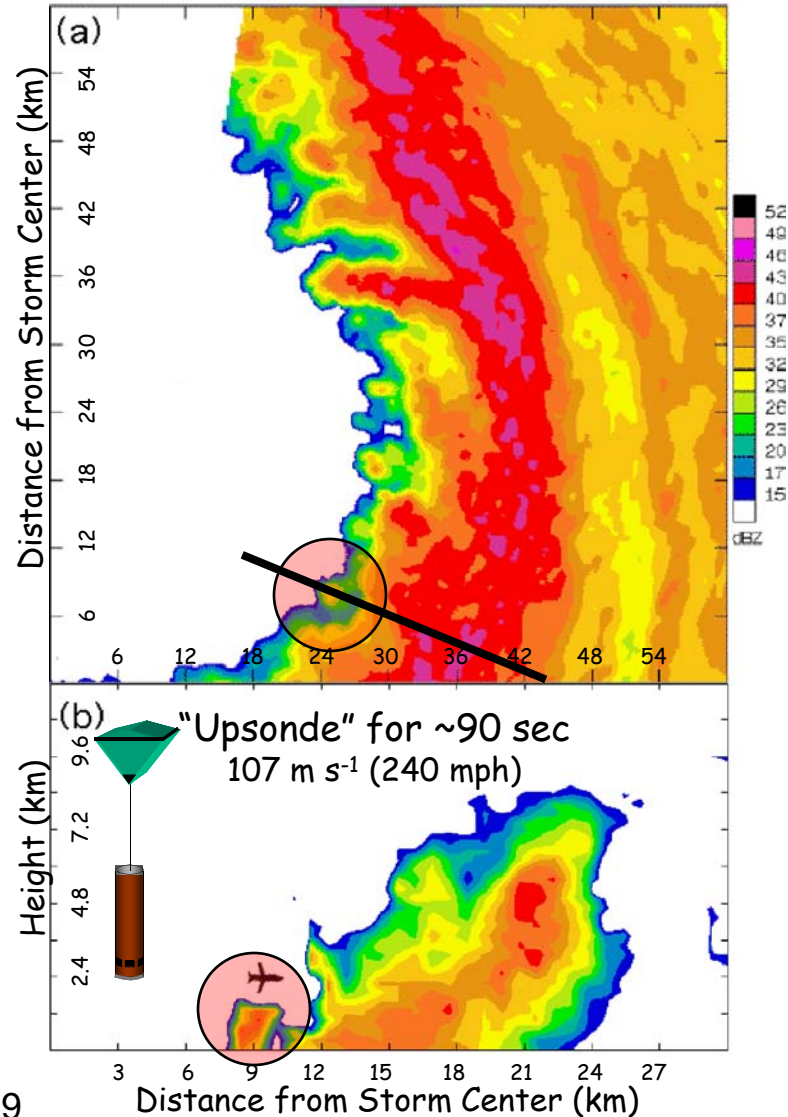 (a)
Distance from Storm Center (km)
54
48
42
36
30
24
18
12
6
6 12 18 24 30 36 42 48 54
52
49
46
43
40
37
35
32
29
26
23
20
17
15
dBZ
(b)
"Upsonde" for ~90 sec
107 m s-1 (240 mph)
Height (km)
9.6
7.2
4.8
2.4
3 6 9 12 15 18 21 24 27
Distance from Storm Center (km)
9